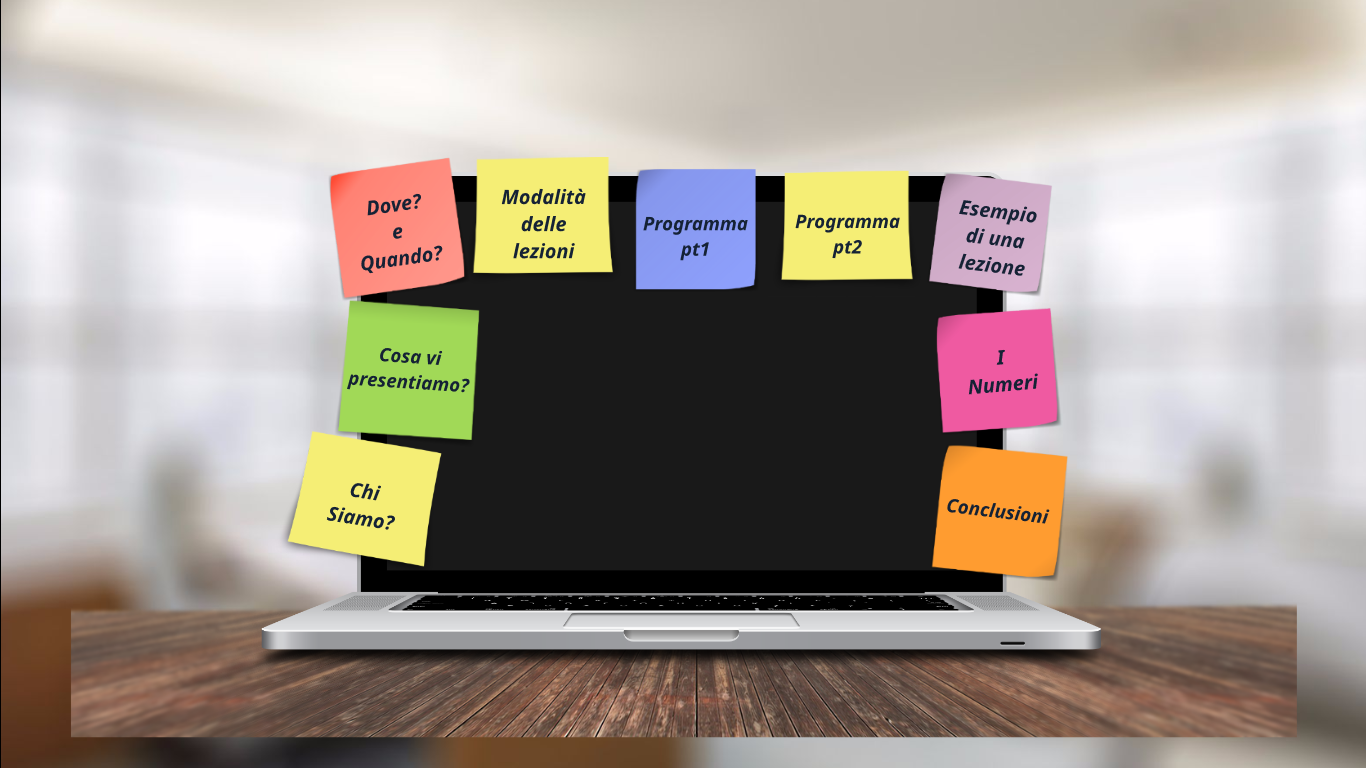 Dove?
e
Quando?
Modalità
delle
lezioni
Programma
pt1
Programma
pt2
Esempio
di una
lezione
Cosa vi
presentiamo?
I
Numeri
Chi
Siamo?
Conclusioni